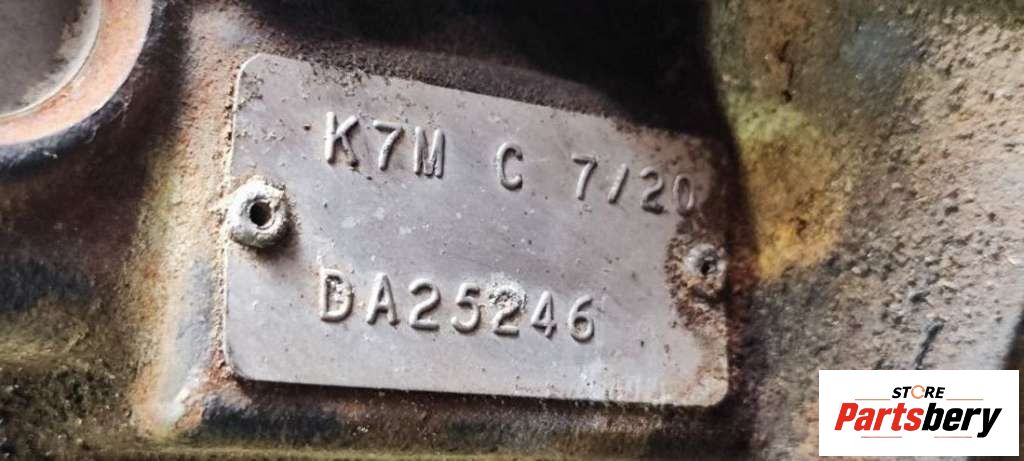 K7M C 7/20
DA25246
STORE
Partsbery